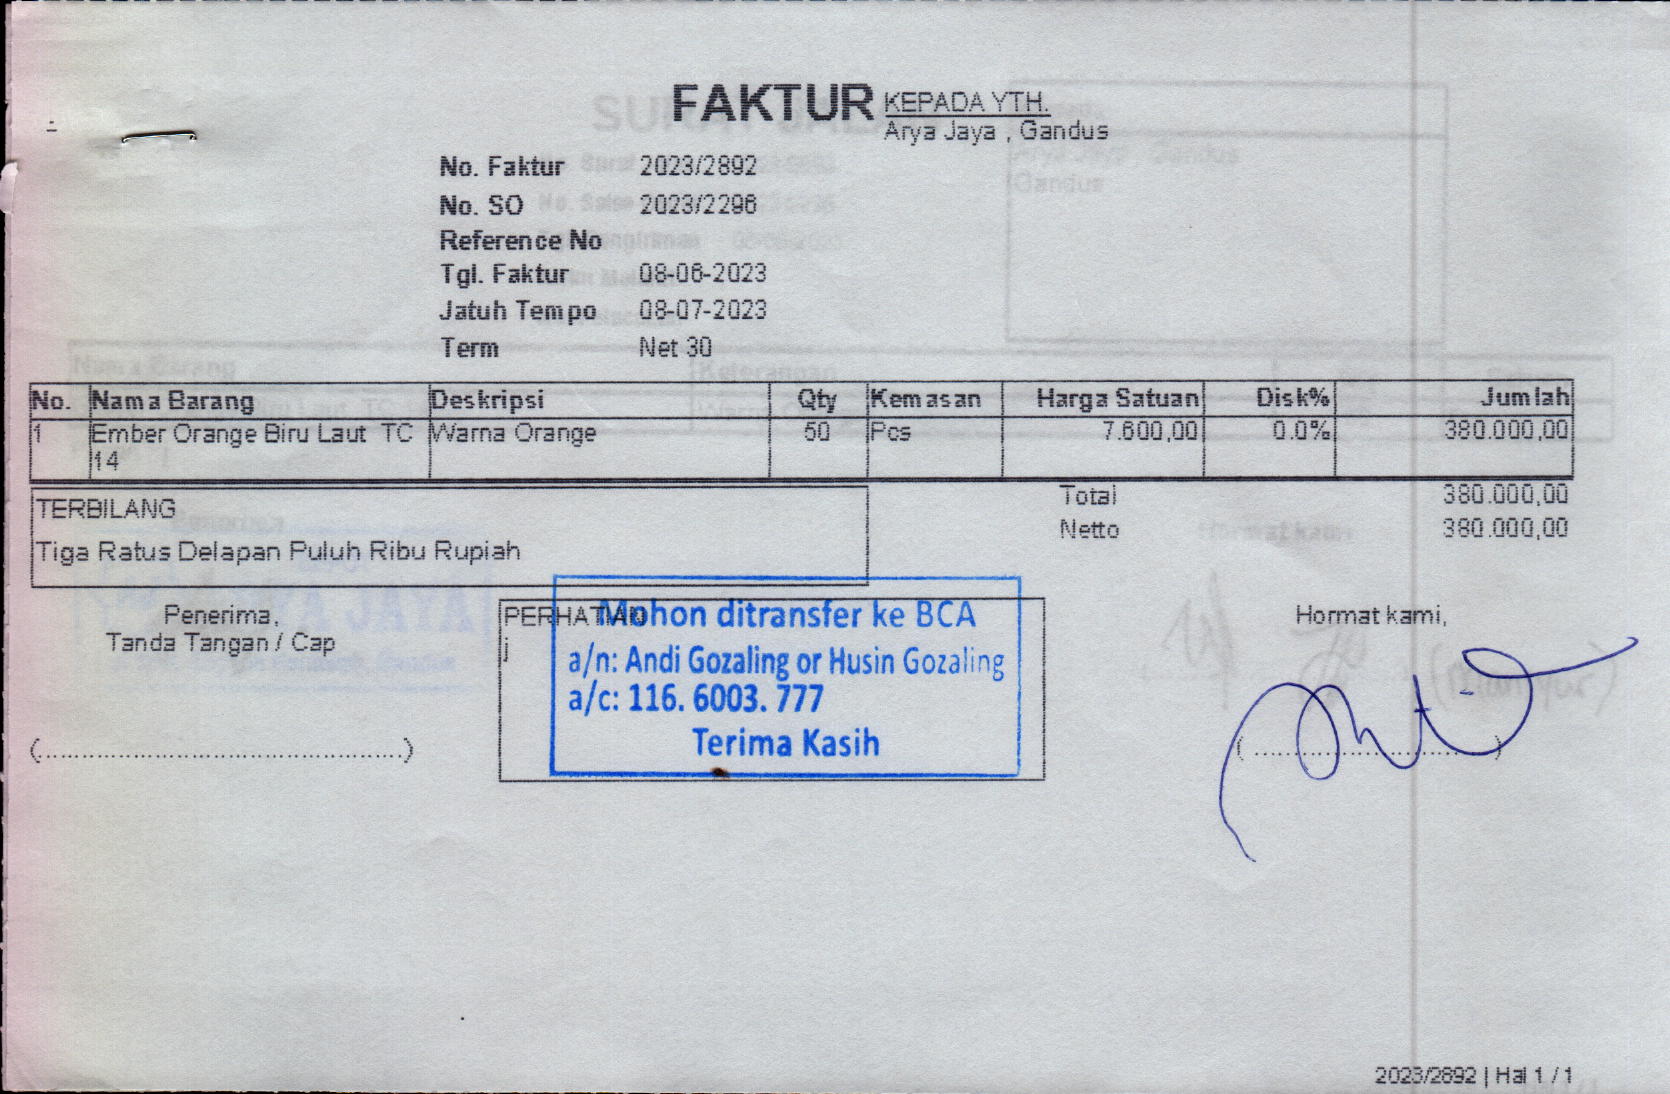 FAKTUR
KEPADA YTH.
Arya Jaya , Gandus
No. Faktur 2023/2892
No. SO 2023/2296
Reference No
Tgl. Faktur 08-06-2023
Jatuh Tempo 08-07-2023
Term Net 30
No. Nama Barang Deskripsi Qty Kemasan Harga Satuan Disk% Jumlah
1 Ember Orange Biru Laut TC Warna Orange 50 Pcs 7.600,00 0.0% 380.000,00
14
Total 380.000,00
Netto 380.000,00
TERBILANG
Tiga Ratus Delapan Puluh Ribu Rupiah
Penerima,
Tanda Tangan / Cap
(..........................................)
PERHATIAN
j
Mohon ditransfer ke BCA
a/n: Andi Gozaling or Husin Gozaling
a/c: 116. 6003. 777
Terima Kasih
Hormat kami,
2023/2892 | Hal 1 / 1